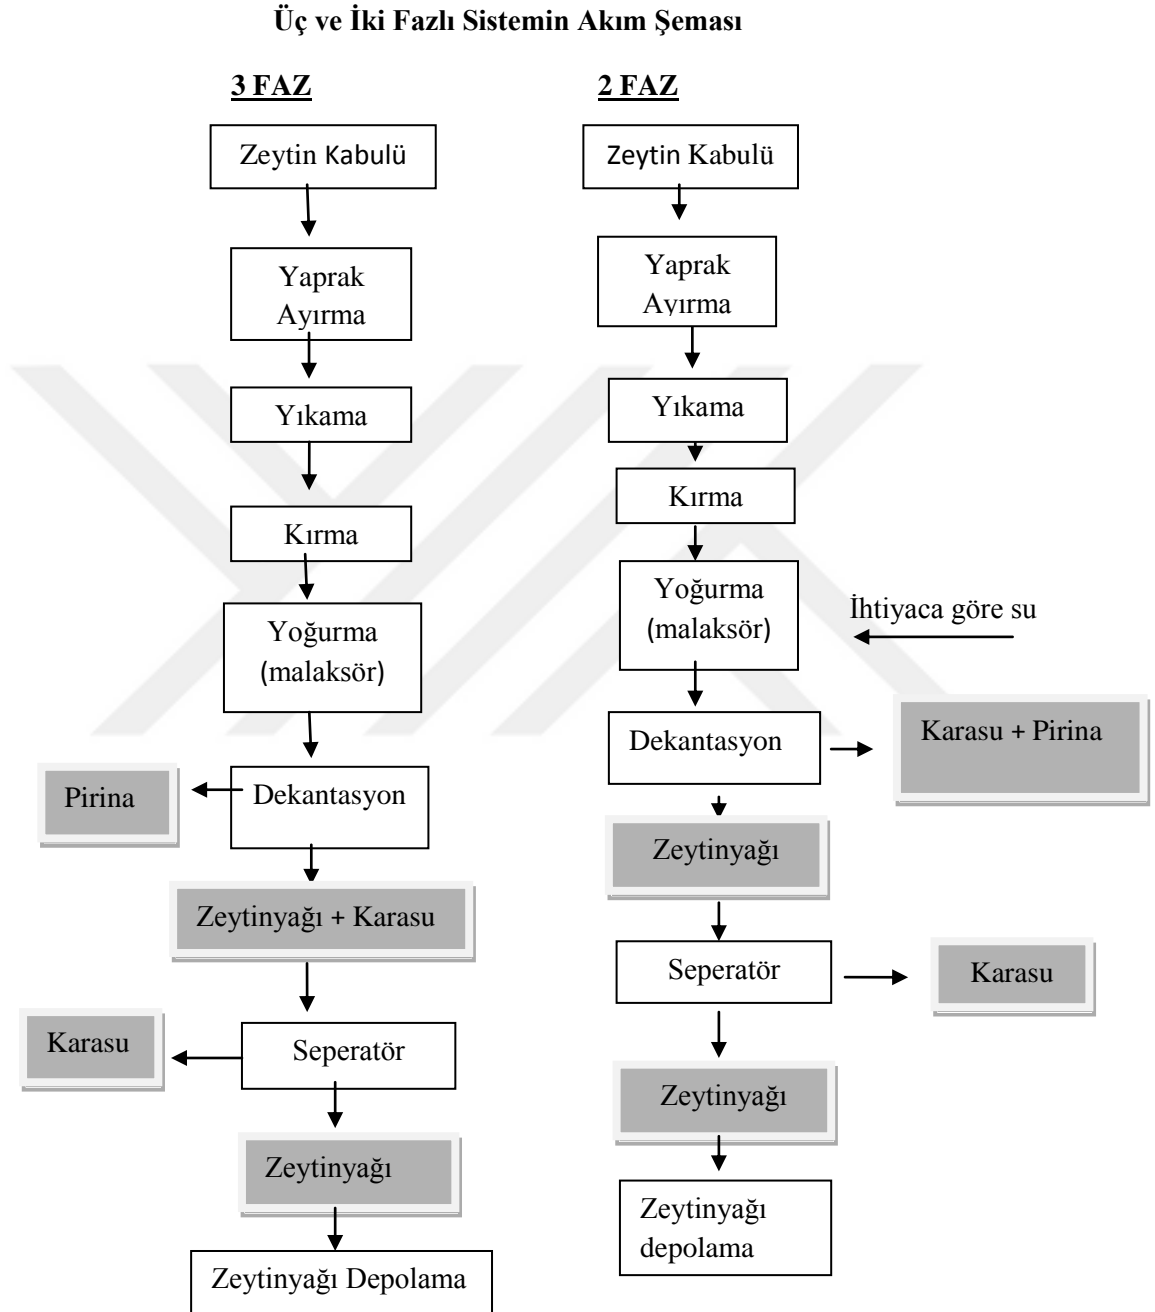 Üç ve İki Fazlı Sistemin Akım Şeması
3 FAZ
Zeytin Kabulü
Yaprak
Ayırma
Yıkama
Kırma
Yoğurma
(malaksör)
Dekantasyon
Pirina
Zeytinyağı + Karasu
Seperatör
Karasu
Zeytinyağı
Zeytinyağı Depolama
2 FAZ
Zeytin Kabulü
Yaprak
Ayırma
Yıkama
Kırma
Yoğurma
(malaksör)
İhtiyaca göre su
Dekantasyon
Karasu + Pirina
Zeytinyağı
Seperatör
Karasu
Zeytinyağı
Zeytinyağı
depolama